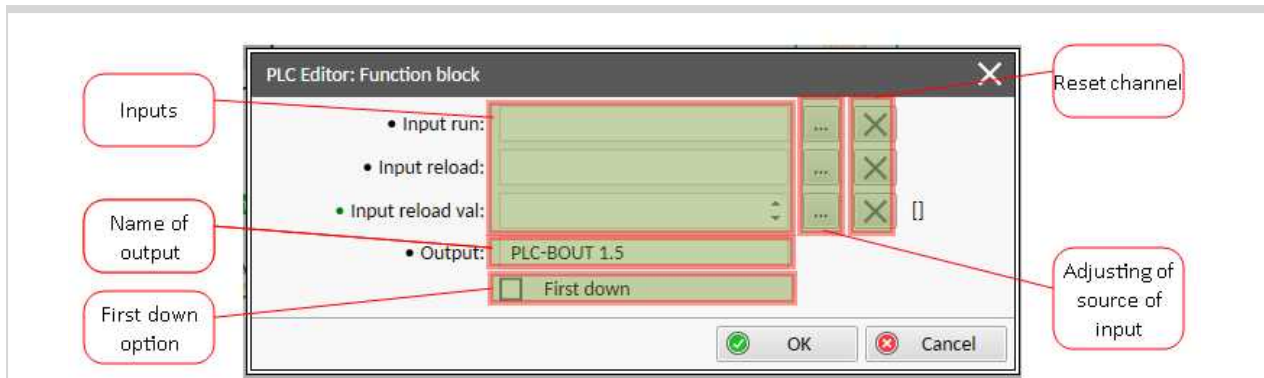 PLC Editor: Function block
Reset channel
Inputs
• Input run:
...
• Input reload:
...
• Input reload val:
...
[]
Name of
output
• Output:
PLC-BOUT 1.5
First down
Adjusting of
source of
input
First down
option
OK
Cancel